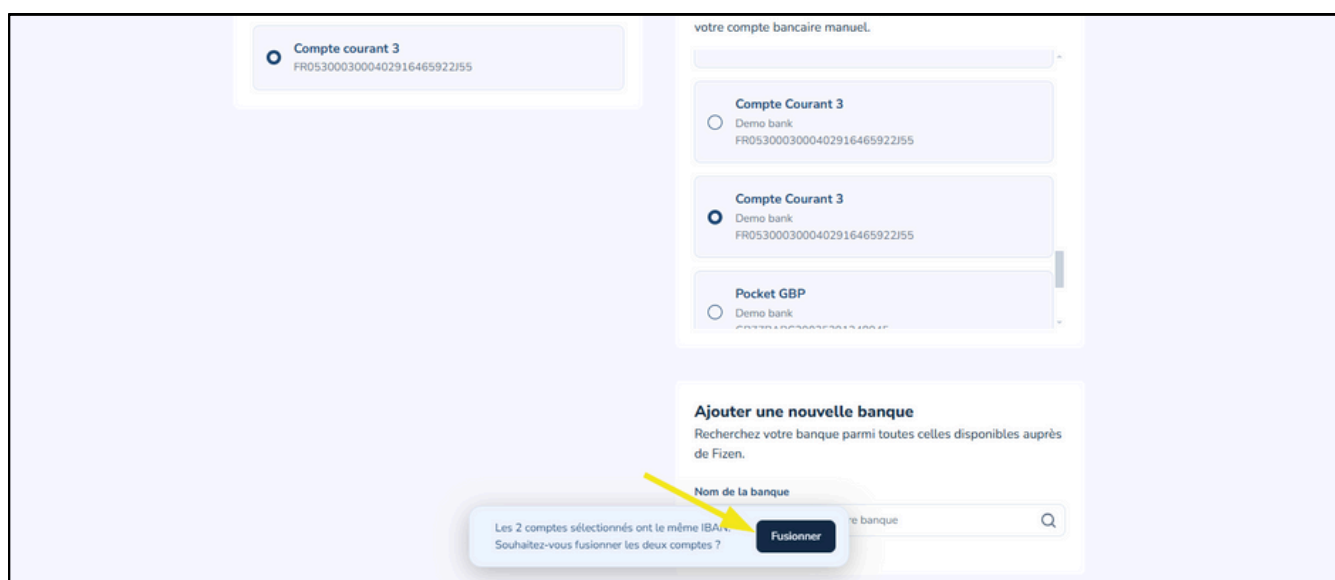 Compte courant 3
FR0530003000402916465922J55
votre compte bancaire manuel.
Compte Courant 3
Demo bank
FR0530003000402916465922J55
Compte Courant 3
Demo bank
FR0530003000402916465922J55
Pocket GBP
Demo bank
Ajouter une nouvelle banque
Recherchez votre banque parmi toutes celles disponibles auprès
de Fizen.
Nom de la banque
banque
Les 2 comptes sélectionnés ont le même IBAN.
Souhaitez-vous fusionner les deux comptes ?
Fusionner